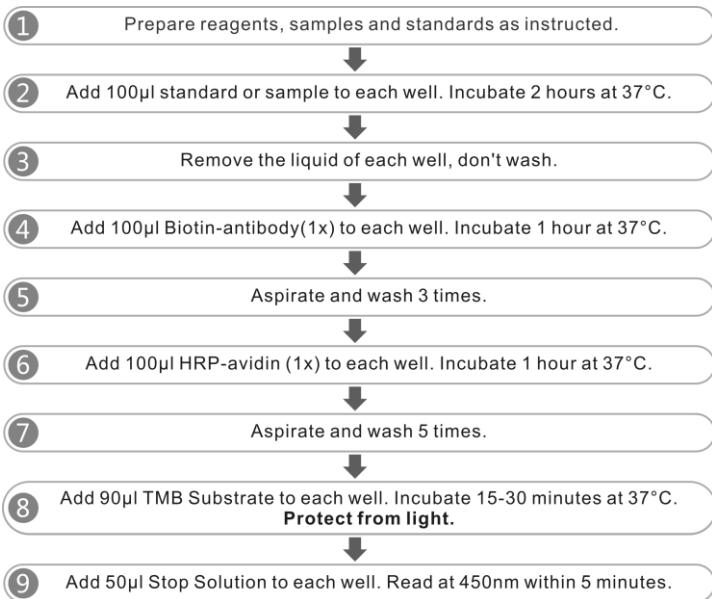 1 Prepare reagents, samples and standards as instructed.
2 Add 100μl standard or sample to each well. Incubate 2 hours at 37°C.
3 Remove the liquid of each well, don't wash.
4 Add 100μl Biotin-antibody(1x) to each well. Incubate 1 hour at 37°C.
5 Aspirate and wash 3 times.
6 Add 100μl HRP-avidin (1x) to each well. Incubate 1 hour at 37°C.
7 Aspirate and wash 5 times.
8 Add 90μl TMB Substrate to each well. Incubate 15-30 minutes at 37°C.
Protect from light.
9 Add 50μl Stop Solution to each well. Read at 450nm within 5 minutes.